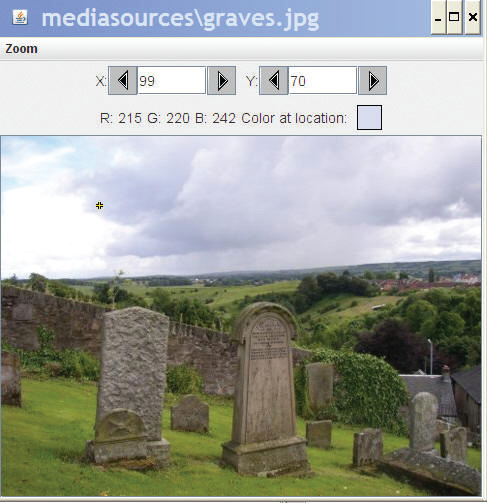 mediasources\graves.jpg
Zoom
X: 99 Y: 70
R: 215 G: 220 B: 242 Color at location: